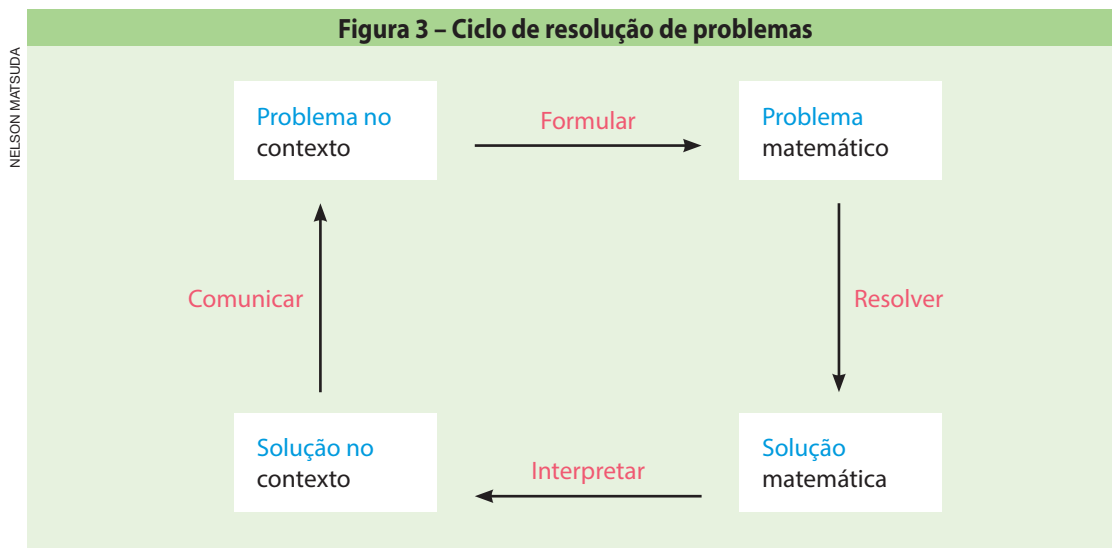 Figura 3 – Ciclo de resolução de problemas
NELSON MATSUDA
Problema no
contexto
Formular
Problema
matemático
Comunicar
Resolver
Solução no
contexto
Interpretar
Solução
matemática